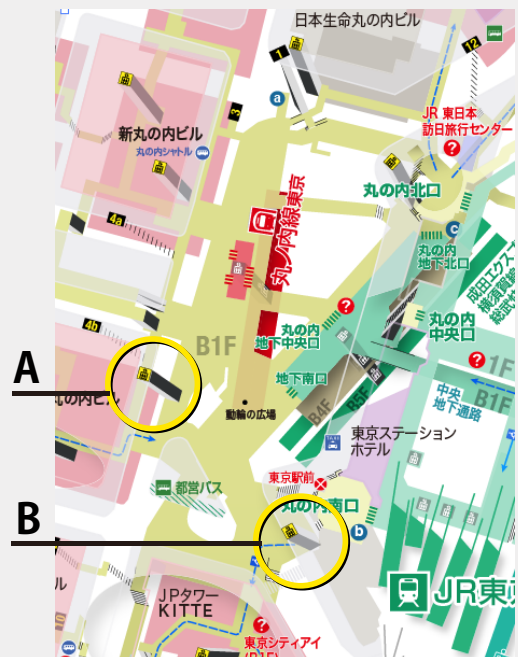 日本生命丸の内ビル
1
12
a
JR 東日本
訪日旅行センター
?
3
新丸の内ビル
丸の内シャトル
丸の内北口
丸ノ内線東京
c
丸の内
地下北口
4a
成田エクス
横須賀線
総武
?
丸の内
中央口
丸の内
地下中央口
4b
B1F
?
1F
B1F
A
地下南口
丸の内ビル
B4F
B5F
中央
地下通路
動輪の広場
東京ステーション
ホテル
TAXI
東京駅前
都営バス
丸の内南口
B
b
ル
JPタワー
KITTE
JR東京
?
東京シティアイ
(B1F)